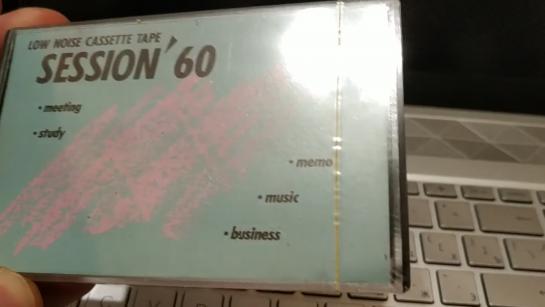 LOW NOISE CASSETTE TAPE
SESSION '60
• meeting
• study
• memo
• music
• business